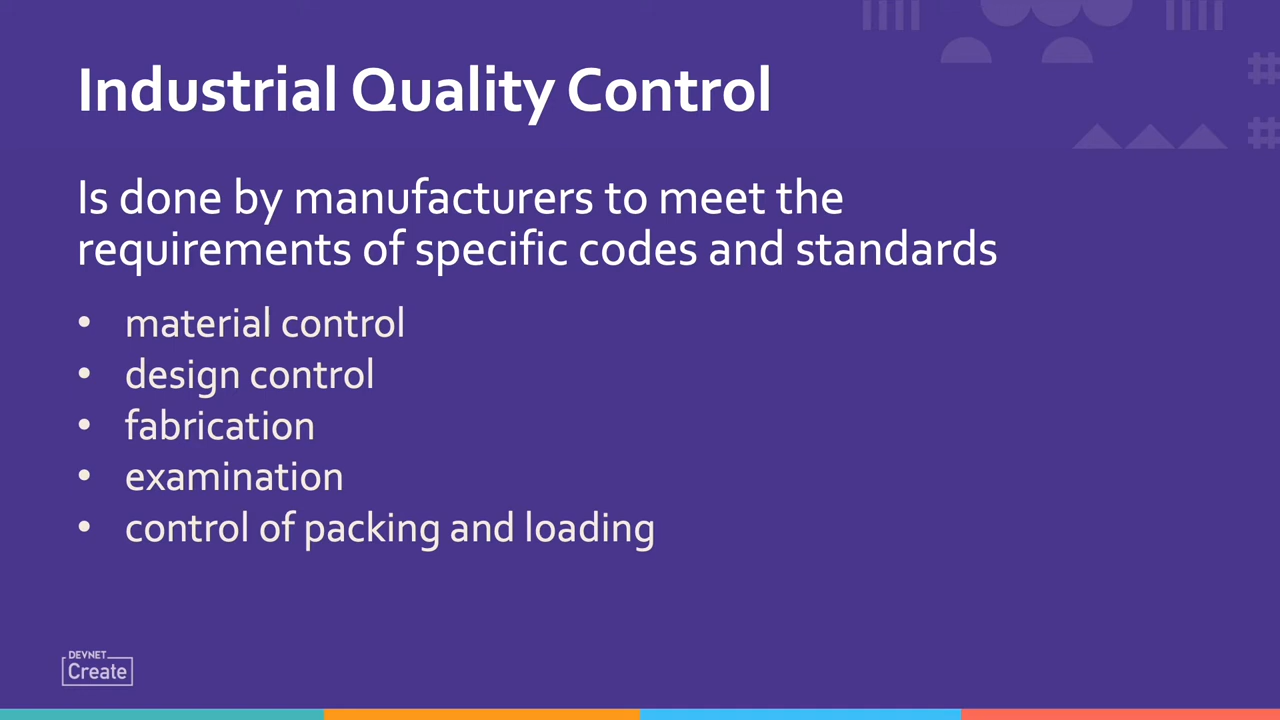 Industrial Quality Control
Is done by manufacturers to meet the
requirements of specific codes and standards
• material control
• design control
• fabrication
• examination
• control of packing and loading
DEVNET
Create